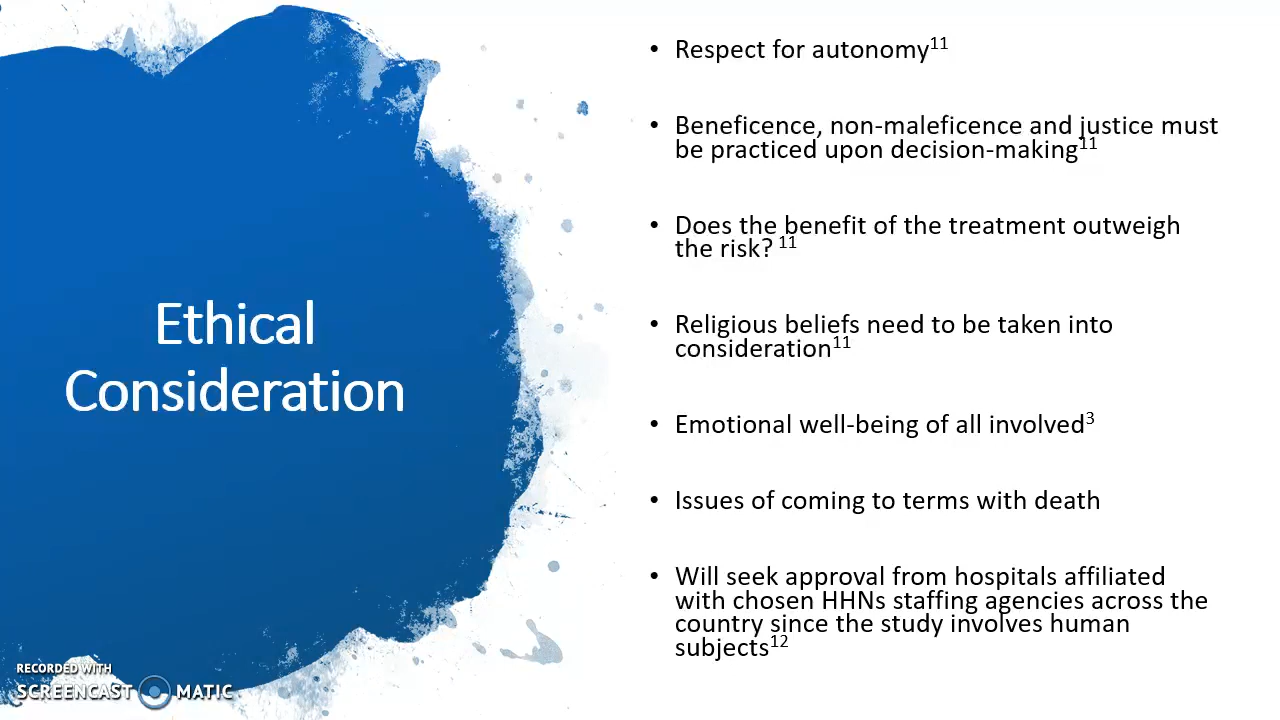 Ethical
Consideration
• Respect for autonomy¹¹
• Beneficence, non-maleficence and justice must
be practiced upon decision-making¹¹
• Does the benefit of the treatment outweigh
the risk? ¹¹
• Religious beliefs need to be taken into
consideration¹¹
• Emotional well-being of all involved³
• Issues of coming to terms with death
• Will seek approval from hospitals affiliated
with chosen HHNs staffing agencies across the
country since the study involves human
subjects¹²
RECORDED WITH
SCREENCAST MATIC